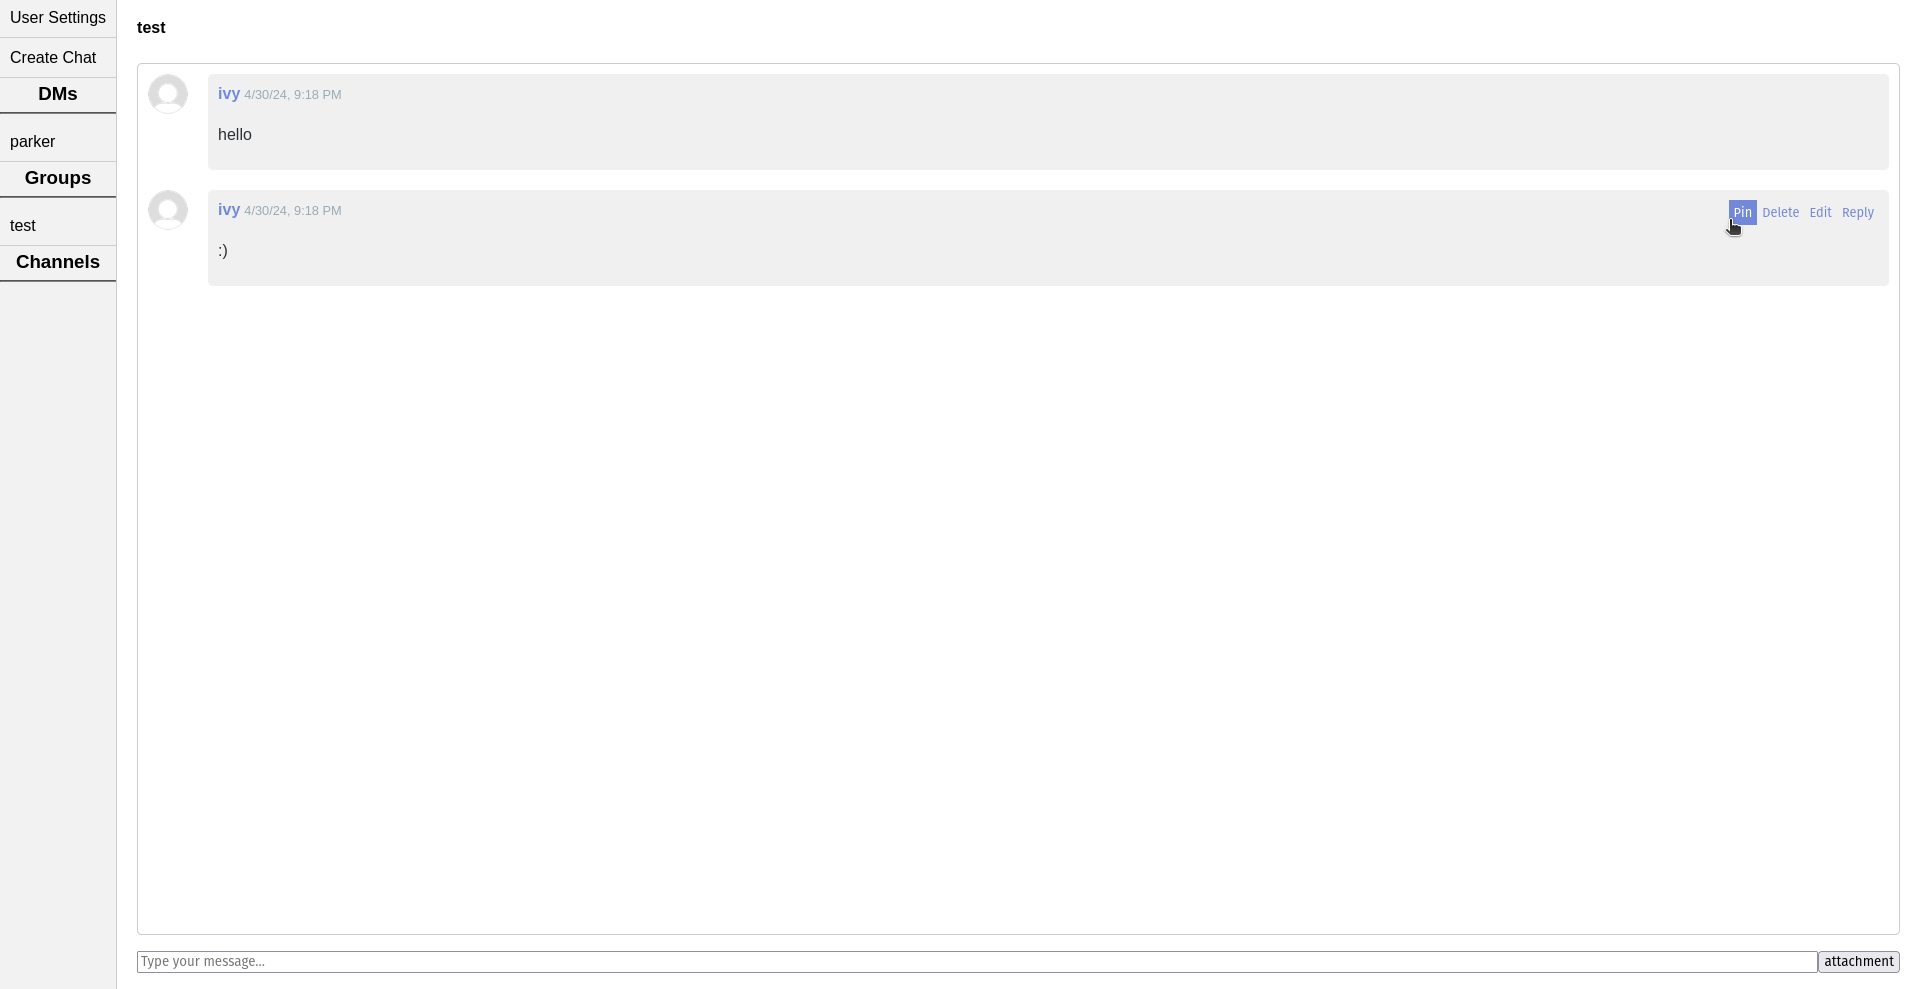 User Settings
Create Chat
DMs
parker
Groups
test
Channels
test
ivy 4/30/24, 9:18 PM
hello
ivy 4/30/24, 9:18 PM
Pin Delete Edit Reply
:)
Type your message...
attachment